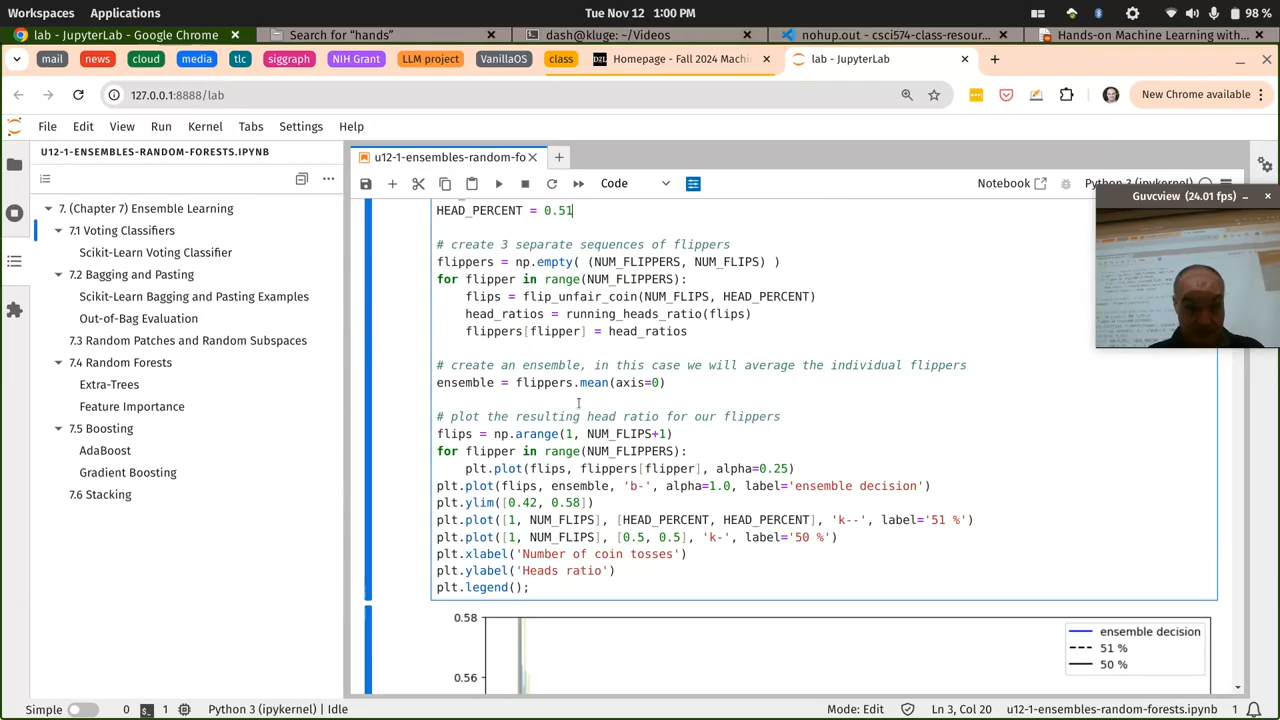 Workspaces Applications Tue Nov 12 1:00 PM 98 %
lab - JupyterLab - Google Chrome × Search for “hands” × dash@kluge: ~/Videos × nohup.out - csci574-class-resour... × Hands-on Machine Learning with... ×
mail news cloud media tlc siggraph NIH Grant LLM project VanillaOS class D2L Homepage - Fall 2024 Machi × lab - JupyterLab ×
127.0.0.1:8888/lab New Chrome available
File Edit View Run Kernel Tabs Settings Help
U12-1-ENSEMBLES-RANDOM-FORESTS.IPYNB
7. (Chapter 7) Ensemble Learning
7.1 Voting Classifiers
Scikit-Learn Voting Classifier
7.2 Bagging and Pasting
Scikit-Learn Bagging and Pasting Examples
Out-of-Bag Evaluation
7.3 Random Patches and Random Subspaces
7.4 Random Forests
Extra-Trees
Feature Importance
7.5 Boosting
AdaBoost
Gradient Boosting
7.6 Stacking
u12-1-ensembles-random-fo ×
Code Notebook Python 3 (ipykernel)
Guvcview (24.01 fps)
HEAD_PERCENT = 0.51
# create 3 separate sequences of flippers
flippers = np.empty( (NUM_FLIPPERS, NUM_FLIPS) )
for flipper in range(NUM_FLIPPERS):
flips = flip_unfair_coin(NUM_FLIPS, HEAD_PERCENT)
head_ratios = running_heads_ratio(flips)
flippers[flipper] = head_ratios
# create an ensemble, in this case we will average the individual flippers
ensemble = flippers.mean(axis=0)
# plot the resulting head ratio for our flippers
flips = np.arange(1, NUM_FLIPS+1)
for flipper in range(NUM_FLIPPERS):
plt.plot(flips, flippers[flipper], alpha=0.25)
plt.plot(flips, ensemble, 'b-', alpha=1.0, label='ensemble decision')
plt.ylim([0.42, 0.58])
plt.plot([1, NUM_FLIPS], [HEAD_PERCENT, HEAD_PERCENT], 'k--', label='51 %')
plt.plot([1, NUM_FLIPS], [0.5, 0.5], 'k-', label='50 %')
plt.xlabel('Number of coin tosses')
plt.ylabel('Heads ratio')
plt.legend();
0.58
0.56
ensemble decision
51 %
50 %
Simple 0 1 Python 3 (ipykernel) | Idle Mode: Edit Ln 3, Col 20 u12-1-ensembles-random-forests.ipynb 1